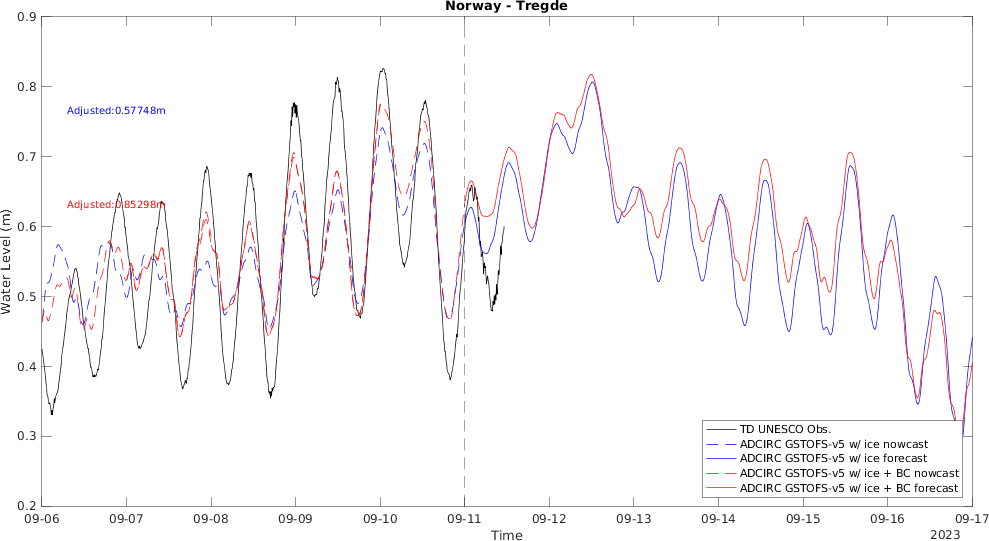 Norway - Tregde
0.9
0.8
0.7
0.6
0.5
0.4
0.3
0.2
Water Level (m)
Adjusted:0.57748m
Adjusted:0.85298m
TD UNESCO Obs.
ADCIRC GSTOFS-v5 w/ ice nowcast
ADCIRC GSTOFS-v5 w/ ice forecast
ADCIRC GSTOFS-v5 w/ ice + BC nowcast
ADCIRC GSTOFS-v5 w/ ice + BC forecast
09-06 09-07 09-08 09-09 09-10 09-11 09-12 09-13 09-14 09-15 09-16 09-17
Time
2023